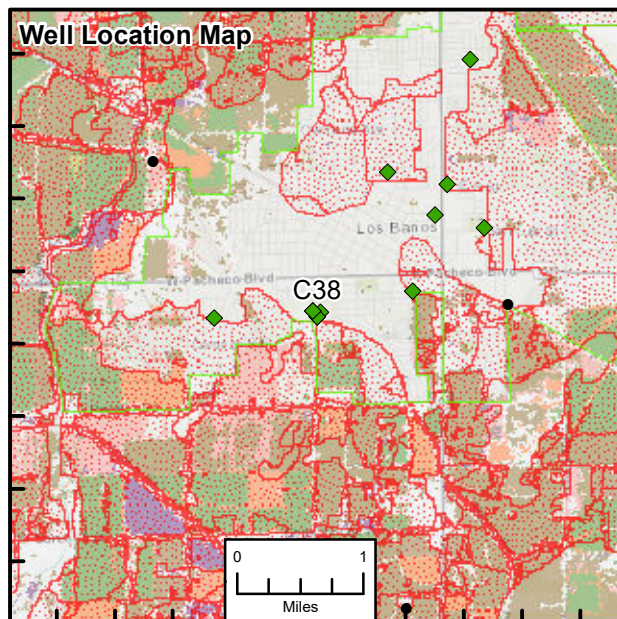 Well Location Map
Los Banos
W Pacheco Blvd
Pacheco Blvd
C38
0 1
Miles